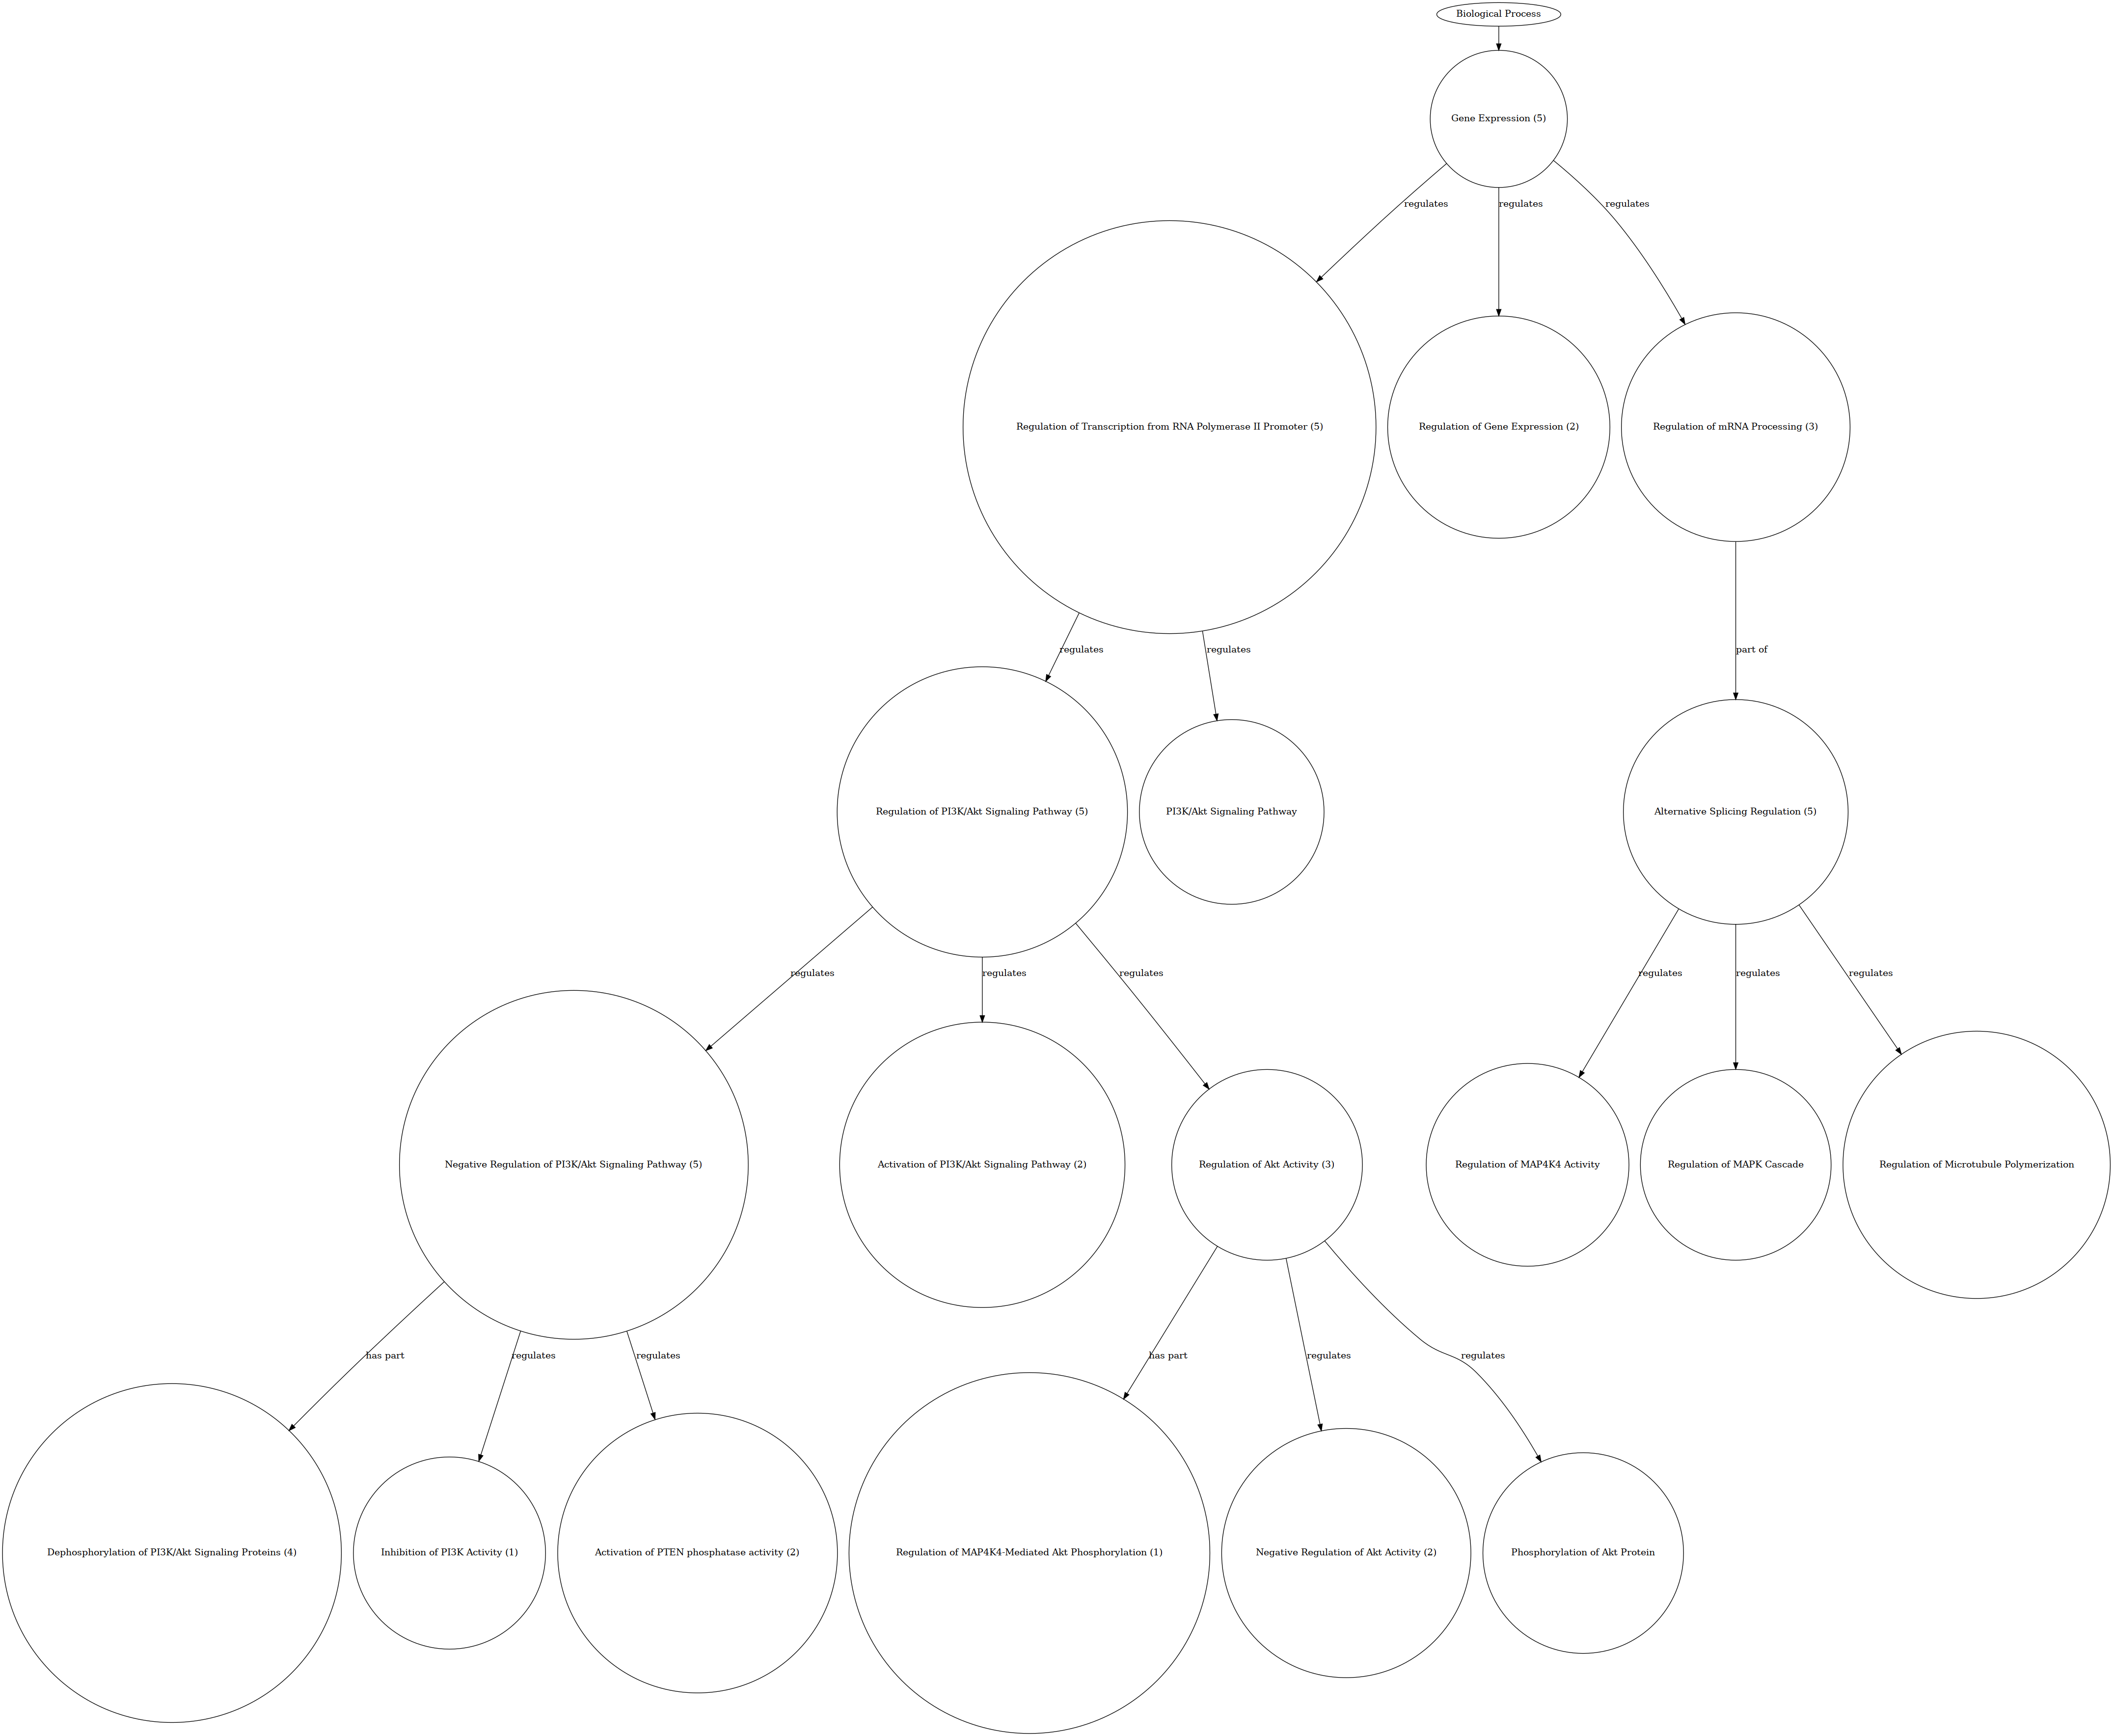 Biological Process
Gene Expression (5)
regulates
regulates
regulates
Regulation of Transcription from RNA Polymerase II Promoter (5)
Regulation of Gene Expression (2)
Regulation of mRNA Processing (3)
regulates
regulates
part of
Regulation of PI3K/Akt Signaling Pathway (5)
PI3K/Akt Signaling Pathway
Alternative Splicing Regulation (5)
regulates
regulates
regulates
regulates
regulates
regulates
Negative Regulation of PI3K/Akt Signaling Pathway (5)
Activation of PI3K/Akt Signaling Pathway (2)
Regulation of Akt Activity (3)
Regulation of MAP4K4 Activity
Regulation of MAPK Cascade
Regulation of Microtubule Polymerization
has part
regulates
regulates
has part
regulates
regulates
Dephosphorylation of PI3K/Akt Signaling Proteins (4)
Inhibition of PI3K Activity (1)
Activation of PTEN phosphatase activity (2)
Regulation of MAP4K4-Mediated Akt Phosphorylation (1)
Negative Regulation of Akt Activity (2)
Phosphorylation of Akt Protein